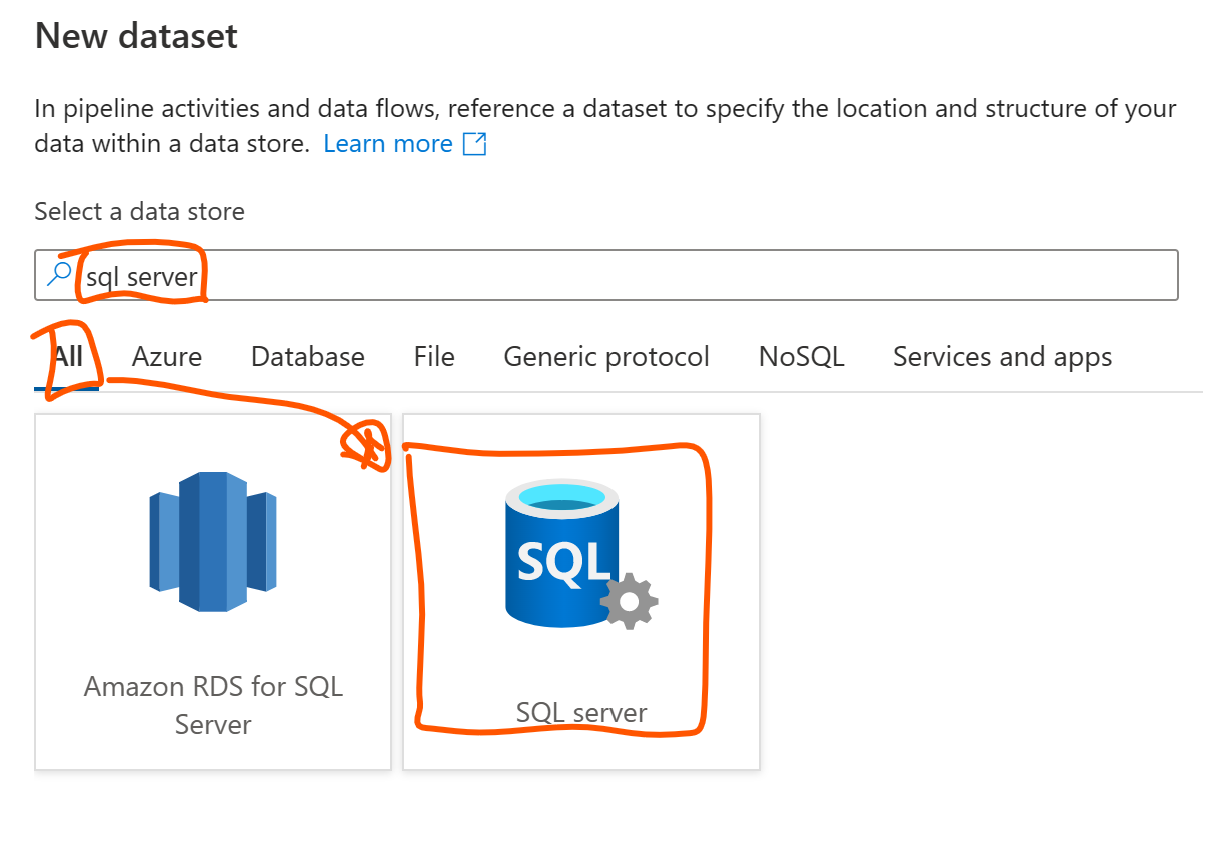 New dataset
In pipeline activities and data flows, reference a dataset to specify the location and structure of your
data within a data store. Learn more
Select a data store
sql server
All Azure Database File Generic protocol NoSQL Services and apps
SQL
Amazon RDS for SQL
Server
SQL server